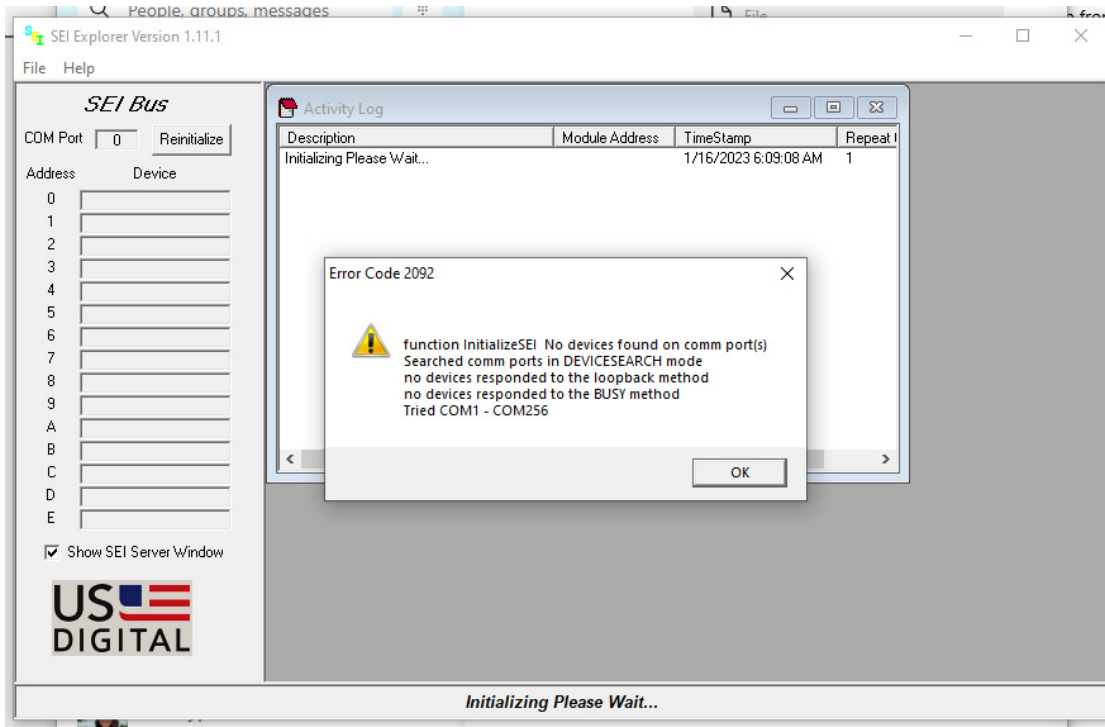 People, groups, messages
File
SEI Explorer Version 1.11.1
File Help
SEI Bus
COM Port 0 Reinitialize
Address Device
0
1
2
3
4
5
6
7
8
9
A
B
C
D
E
Show SEI Server Window
US
DIGITAL
Activity Log
Description Module Address TimeStamp Repeat
Initializing Please Wait... 1/16/2023 6:09:08 AM 1
Error Code 2092
function InitializeSEI No devices found on comm port(s)
Searched comm ports in DEVICESEARCH mode
no devices responded to the loopback method
no devices responded to the BUSY method
Tried COM1 - COM256
OK
Initializing Please Wait...